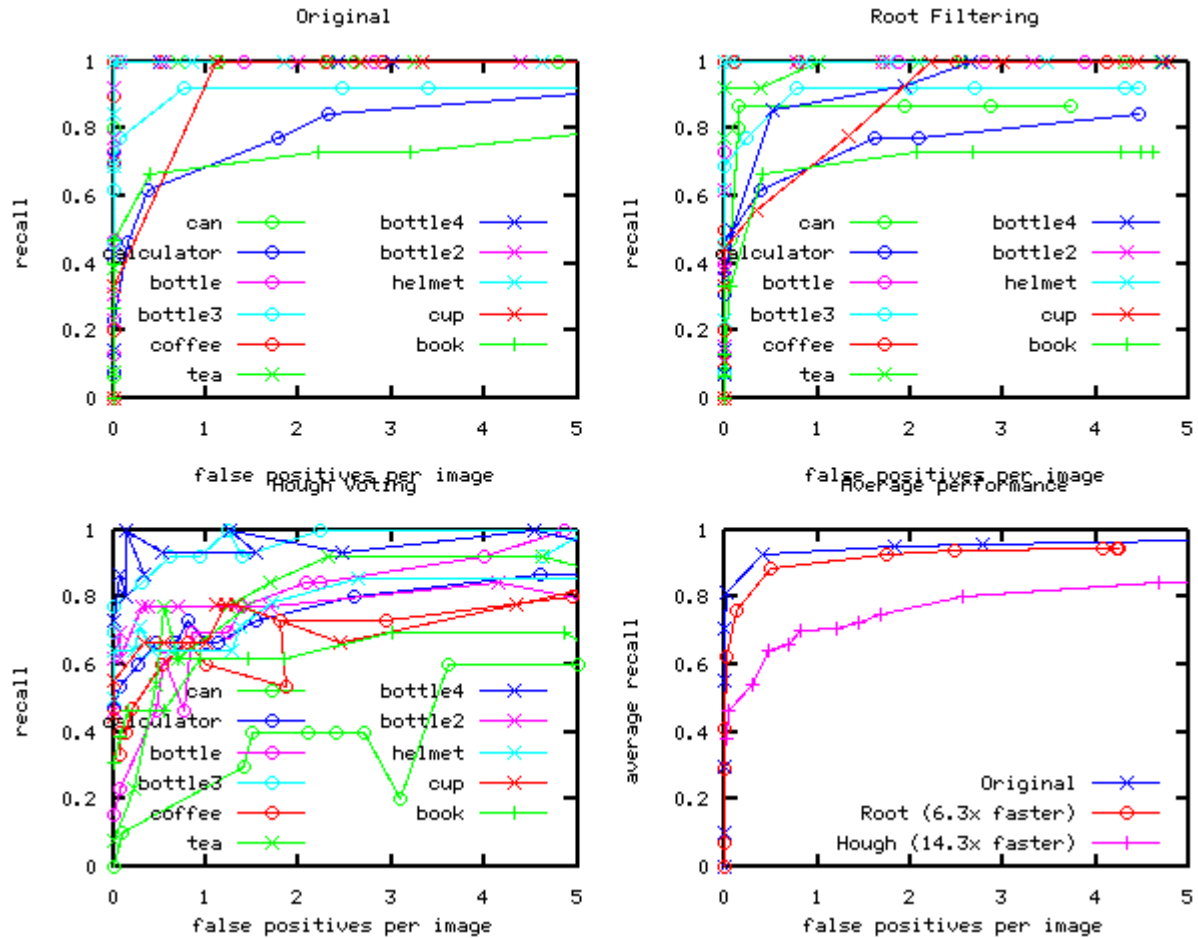 Original
Root Filtering
1
0.8
0.6
0.4
0.2
0
recall
can
calculator
bottle
bottle3
coffee
tea
bottle4
bottle2
helmet
cup
book
0 1 2 3 4 5
false positives per image
1
0.8
0.6
0.4
0.2
0
recall
can
calculator
bottle
bottle3
coffee
tea
bottle4
bottle2
helmet
cup
book
0 1 2 3 4 5
false positives per image
Hough Voting
1
0.8
0.6
0.4
0.2
0
recall
can
calculator
bottle
bottle3
coffee
tea
bottle4
bottle2
helmet
cup
book
0 1 2 3 4 5
false positives per image
Average performance
1
0.8
0.6
0.4
0.2
0
average recall
Original
Root (6.3x faster)
Hough (14.3x faster)
0 1 2 3 4 5
false positives per image